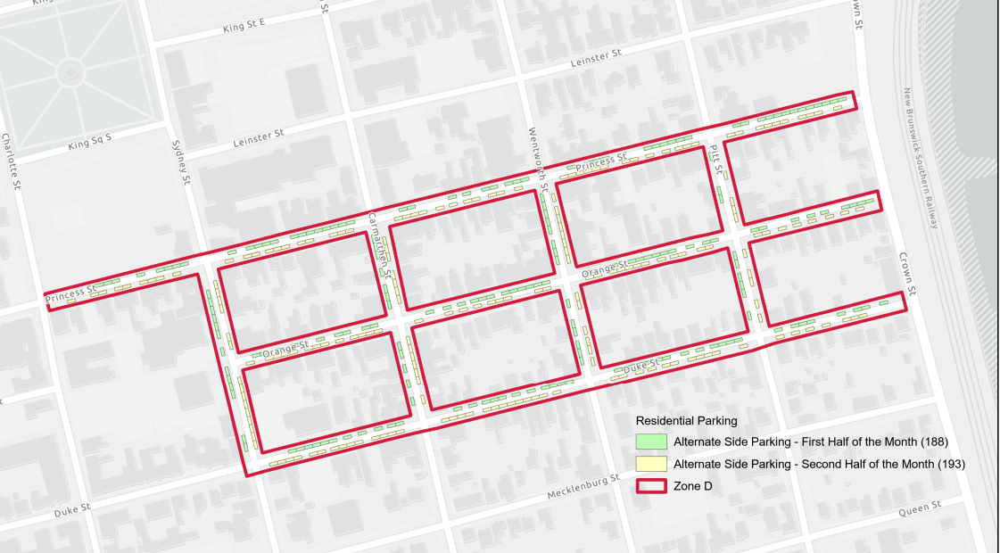 King St E
Leinster St
Leinster St
King Sq S
Charlotte St
Sydney St
Wentworth St
Princess St
Pitt St
New Brunswick Southern Railway
Carmarthen St
Princess St
Orange St
Crown St
Orange St
Duke St
Residential Parking
Alternate Side Parking - First Half of the Month (188)
Alternate Side Parking - Second Half of the Month (193)
Zone D
Mecklenburg St
Duke St
Queen St